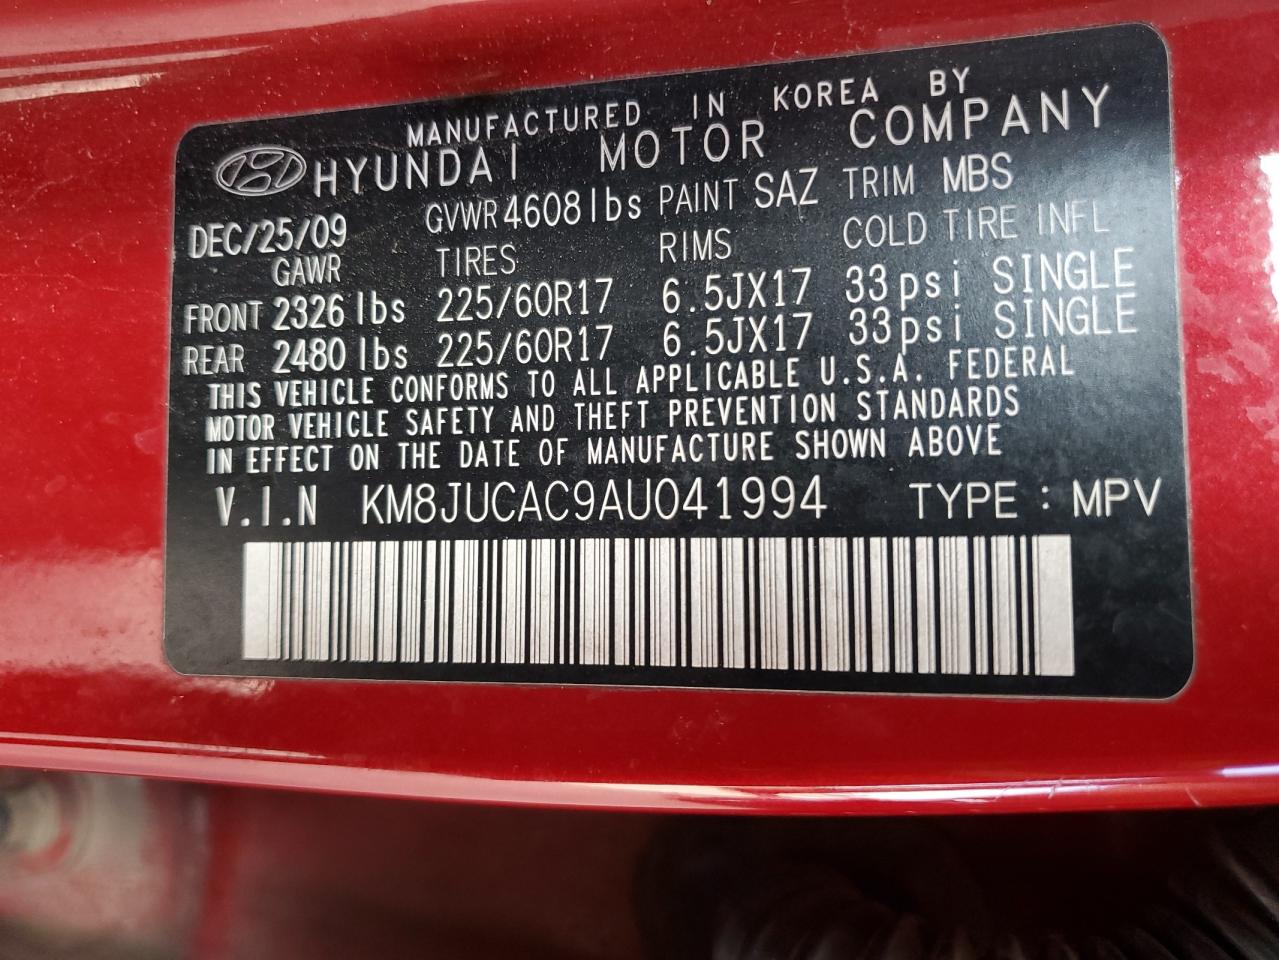 MANUFACTURED IN KOREA BY
HYUNDAI MOTOR COMPANY
DEC/25/09 GVWR 4608 lbs PAINT SAZ TRIM MBS
GAWR TIRES RIMS COLD TIRE INFL
FRONT 2326 lbs 225/60R17 6.5JX17 33psi SINGLE
REAR 2480 lbs 225/60R17 6.5JX17 33psi SINGLE
THIS VEHICLE CONFORMS TO ALL APPLICABLE U.S.A. FEDERAL
MOTOR VEHICLE SAFETY AND THEFT PREVENTION STANDARDS
IN EFFECT ON THE DATE OF MANUFACTURE SHOWN ABOVE
V.I.N KM8JUCAC9AU041994 TYPE : MPV